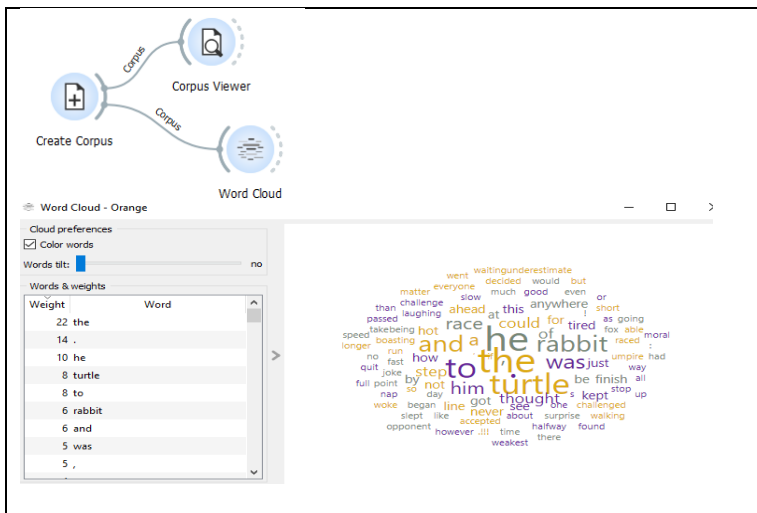 Corpus
Corpus Viewer
Corpus
Create Corpus
Word Cloud
Word Cloud - Orange
Cloud preferences
Color words
Words tilt: no
Words & weights
Weight Word
22 the
14 .
10 he
8 turtle
8 to
6 rabbit
6 and
5 was
5 ,
waitingunderestimate
went decided would but
everyone
matter slow much good even or
than challenge ahead at this anywhere ! short
passed laughing
speed takebeing hot race could for of tired fox as going able
longer boasting and a he rabbit raced : moral
no run fast how to the was just umpire had
quit joke step turtle be finish all way
full point by not him thought s kept stop up
nap so day got see
woke began line never one challenged
slept like accepted about surprise walking
opponent however .!!! time halfway found
weakest there